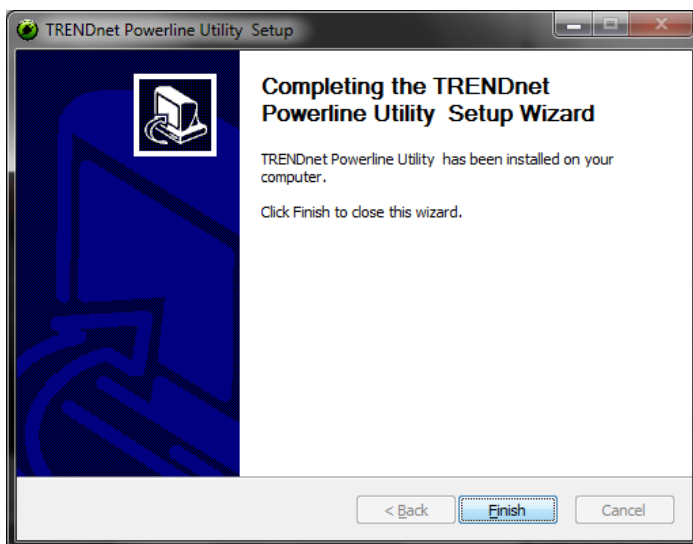 TRENDnet Powerline Utility  Setup
Completing the TRENDnet
Powerline Utility  Setup Wizard
TRENDnet Powerline Utility  has been installed on your
computer.
Click Finish to close this wizard.
< Back
Finish
Cancel